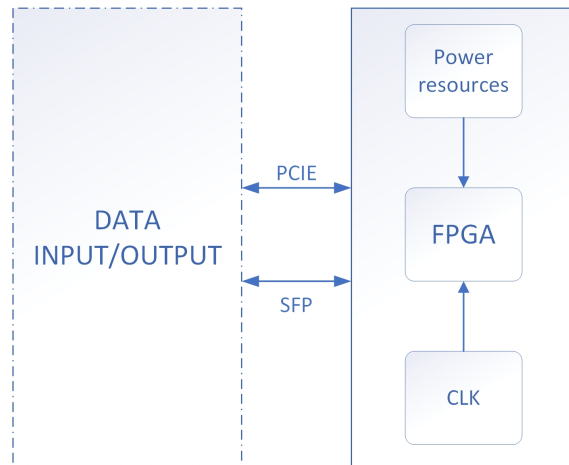 DATA
INPUT/OUTPUT
PCIE
SFP
Power
resources
FPGA
CLK